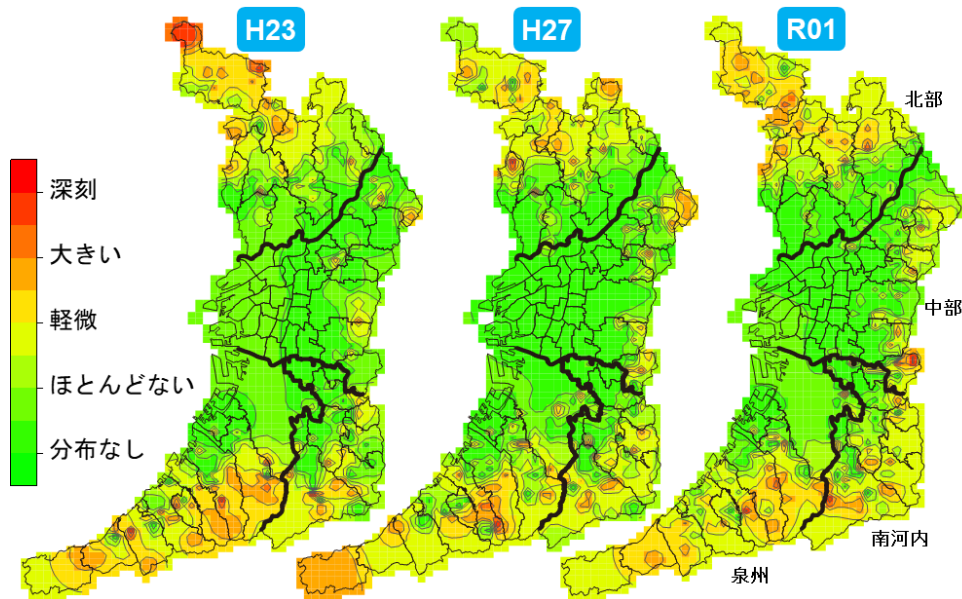 H23
H27
R01
北部
深刻
大きい
軽微
ほとんどない
分布なし
中部
南河内
泉州